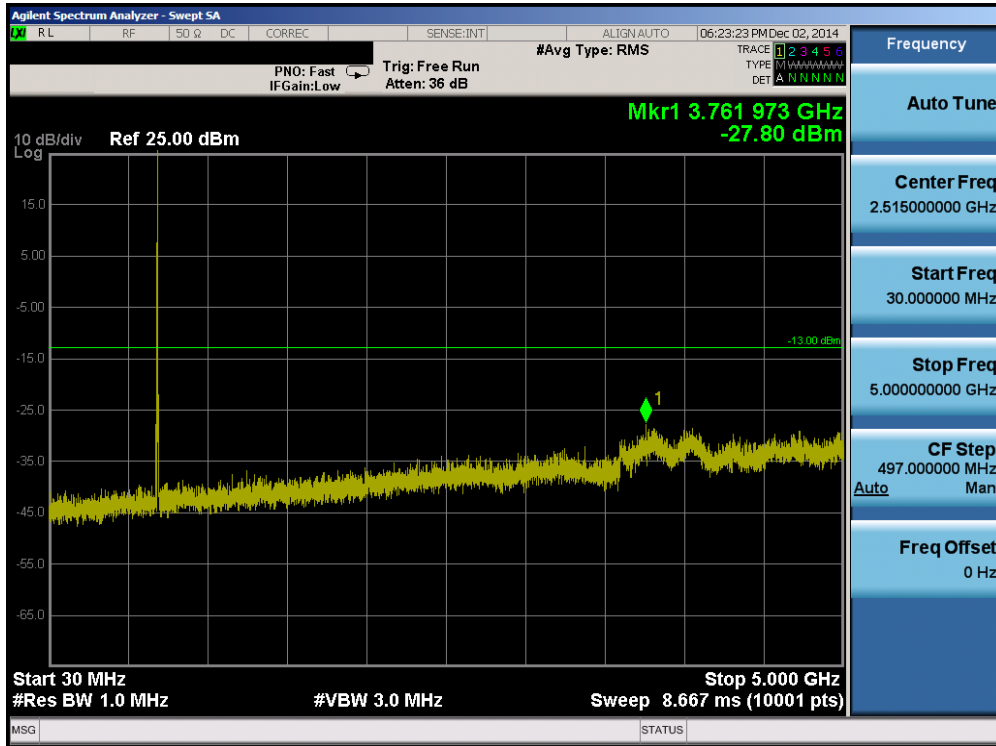 Agilent Spectrum Analyzer - Swept SA
LXI RL RF 50 Ω DC CORREC SENSE:INT ALIGN AUTO 06:23:23 PM Dec 02, 2014
#Avg Type: RMS TRACE 1 2 3 4 5 6
PNO: Fast Trig: Free Run TYPE M WWWWW
IFGain:Low Atten: 36 dB DET A N N N N N
Mkr1 3.761 973 GHz
-27.80 dBm
10 dB/div Ref 25.00 dBm
Log
15.0
5.00
-5.00
-13.00 dBm
-15.0
1
-25.0
-35.0
-45.0
-55.0
-65.0
Start 30 MHz Stop 5.000 GHz
#Res BW 1.0 MHz #VBW 3.0 MHz Sweep 8.667 ms (10001 pts)
MSG STATUS
Frequency
Auto Tune
Center Freq
2.515000000 GHz
Start Freq
30.000000 MHz
Stop Freq
5.000000000 GHz
CF Step
497.000000 MHz
Auto Man
Freq Offset
0 Hz